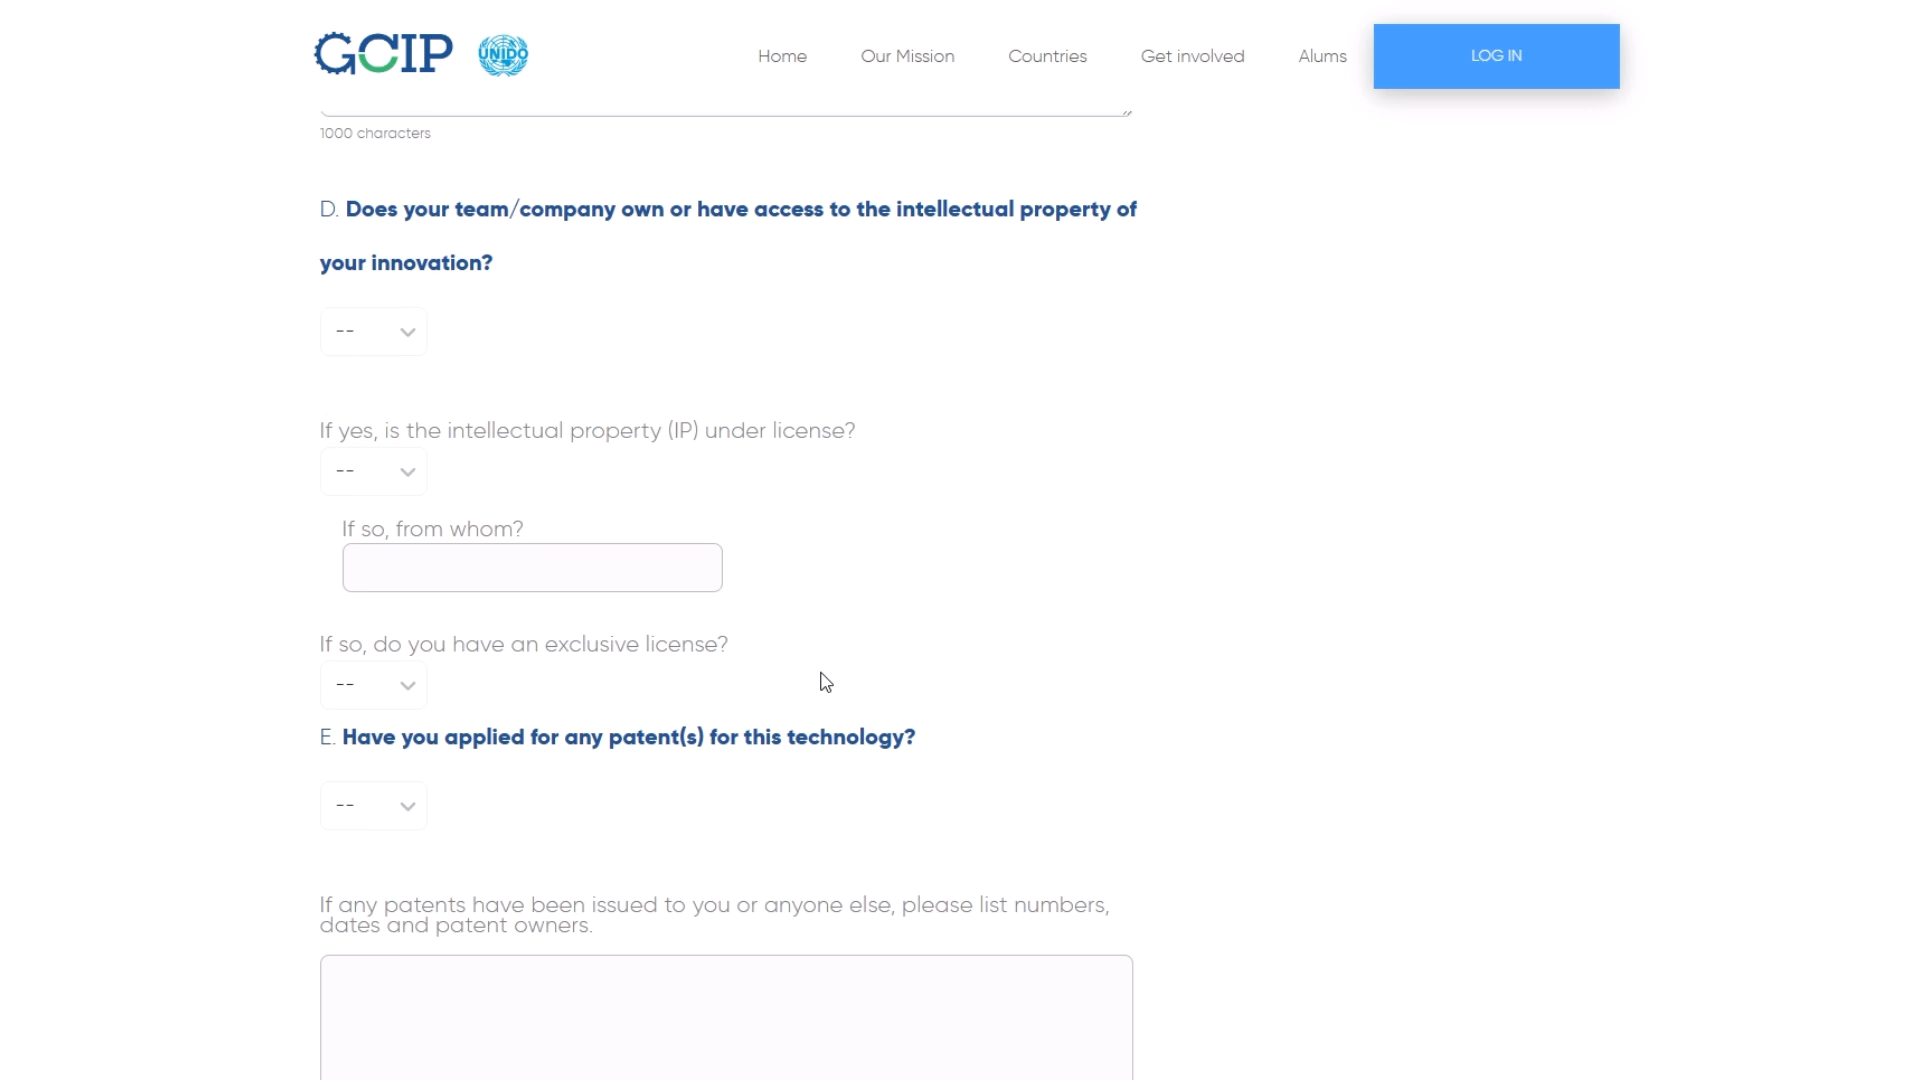 GCIP UNIDO Home Our Mission Countries Get involved Alums LOG IN
1000 characters
D. Does your team/company own or have access to the intellectual property of
your innovation?
--
If yes, is the intellectual property (IP) under license?
--
If so, from whom?
If so, do you have an exclusive license?
--
E. Have you applied for any patent(s) for this technology?
--
If any patents have been issued to you or anyone else, please list numbers,
dates and patent owners.